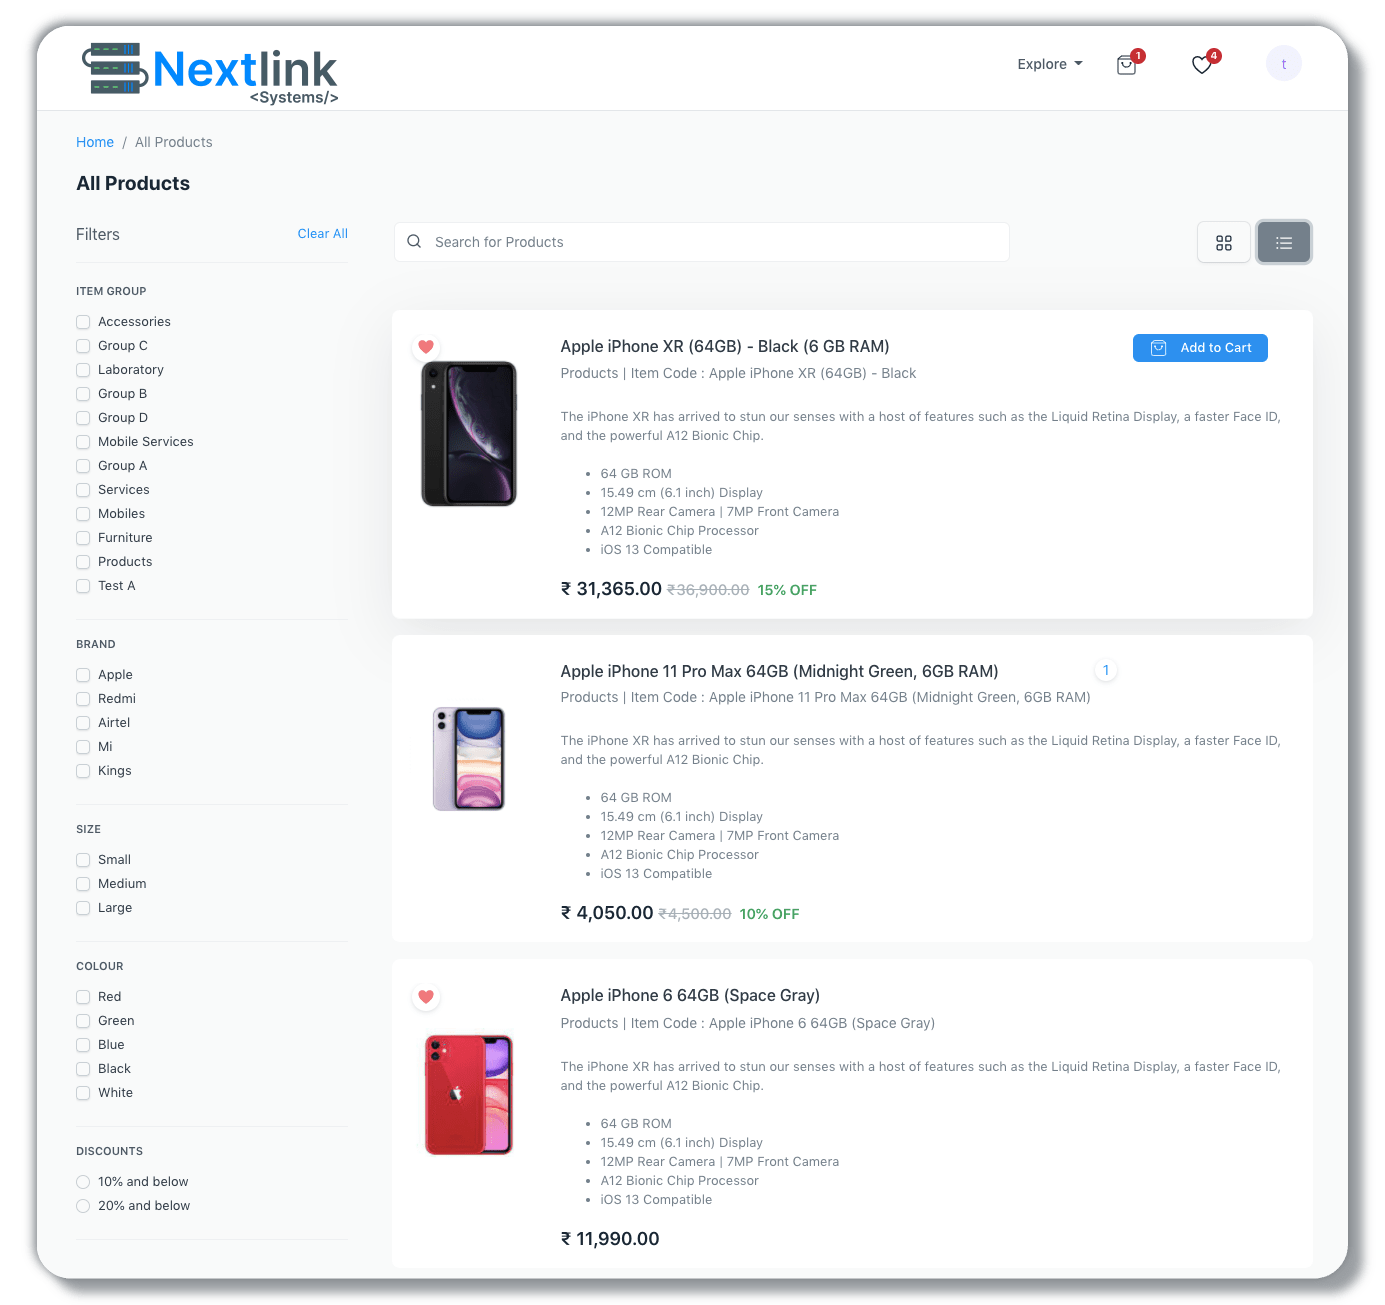 Nextlink
<Systems/>
Explore
1
4
t
Home / All Products
All Products
Filters
Clear All
Search for Products
ITEM GROUP
Accessories
Group C
Laboratory
Group B
Group D
Mobile Services
Group A
Services
Mobiles
Furniture
Products
Test A
BRAND
Apple
Redmi
Airtel
Mi
Kings
SIZE
Small
Medium
Large
COLOUR
Red
Green
Blue
Black
White
DISCOUNTS
10% and below
20% and below
Apple iPhone XR (64GB) - Black (6 GB RAM)
Add to Cart
Products | Item Code : Apple iPhone XR (64GB) - Black
The iPhone XR has arrived to stun our senses with a host of features such as the Liquid Retina Display, a faster Face ID,
and the powerful A12 Bionic Chip.
• 64 GB ROM
• 15.49 cm (6.1 inch) Display
• 12MP Rear Camera | 7MP Front Camera
• A12 Bionic Chip Processor
• iOS 13 Compatible
₹ 31,365.00 ₹36,900.00 15% OFF
Apple iPhone 11 Pro Max 64GB (Midnight Green, 6GB RAM)
1
Products | Item Code : Apple iPhone 11 Pro Max 64GB (Midnight Green, 6GB RAM)
The iPhone XR has arrived to stun our senses with a host of features such as the Liquid Retina Display, a faster Face ID,
and the powerful A12 Bionic Chip.
• 64 GB ROM
• 15.49 cm (6.1 inch) Display
• 12MP Rear Camera | 7MP Front Camera
• A12 Bionic Chip Processor
• iOS 13 Compatible
₹ 4,050.00 ₹4,500.00 10% OFF
Apple iPhone 6 64GB (Space Gray)
Products | Item Code : Apple iPhone 6 64GB (Space Gray)
The iPhone XR has arrived to stun our senses with a host of features such as the Liquid Retina Display, a faster Face ID,
and the powerful A12 Bionic Chip.
• 64 GB ROM
• 15.49 cm (6.1 inch) Display
• 12MP Rear Camera | 7MP Front Camera
• A12 Bionic Chip Processor
• iOS 13 Compatible
₹ 11,990.00